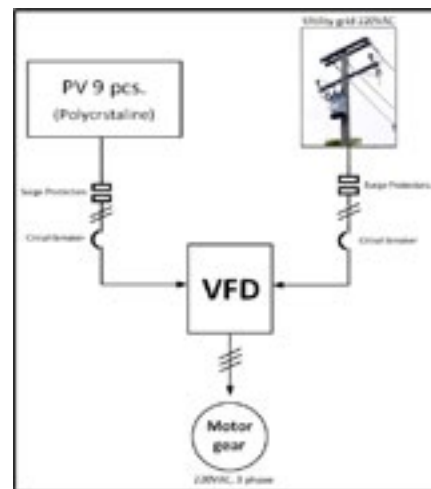 Utility grid 220VAC
PV 9 pcs.
(Polycrstaline)
Surge Protectors
Surge Protectors
Circuit breaker
Circuit breaker
VFD
Motor
gear
220VAC, 3 phase